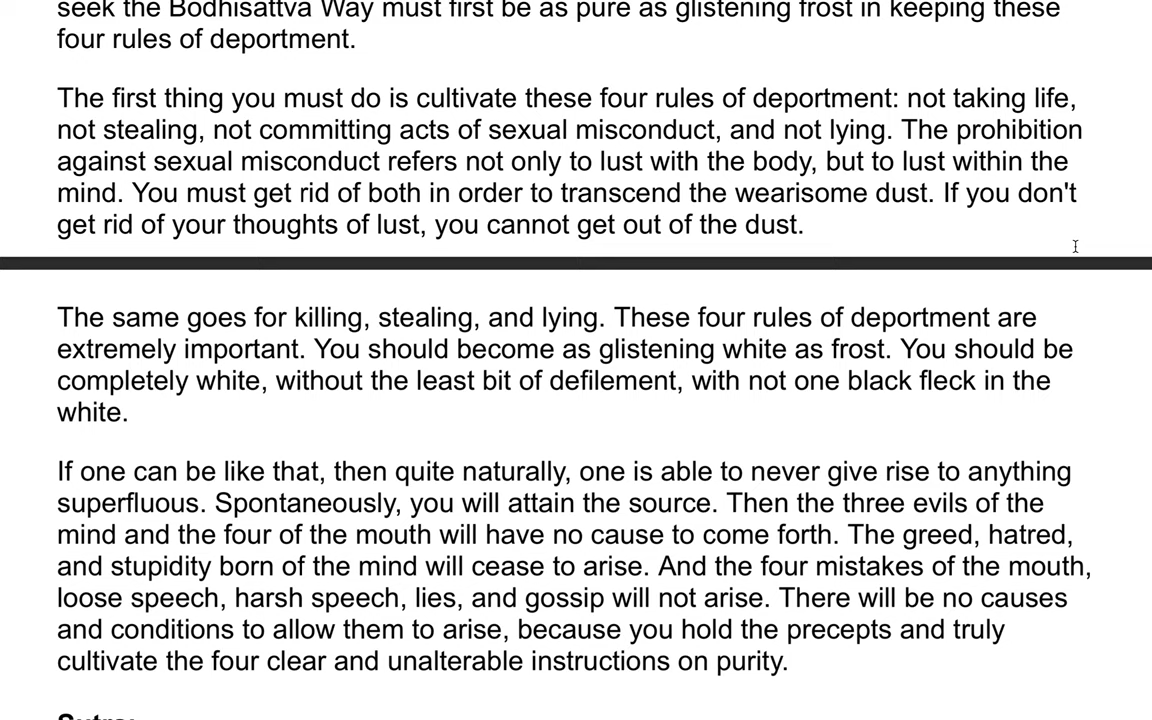 seek the Bodhisattva Way must first be as pure as glistening frost in keeping these
four rules of deportment.
The first thing you must do is cultivate these four rules of deportment: not taking life,
not stealing, not committing acts of sexual misconduct, and not lying. The prohibition
against sexual misconduct refers not only to lust with the body, but to lust within the
mind. You must get rid of both in order to transcend the wearisome dust. If you don't
get rid of your thoughts of lust, you cannot get out of the dust.
The same goes for killing, stealing, and lying. These four rules of deportment are
extremely important. You should become as glistening white as frost. You should be
completely white, without the least bit of defilement, with not one black fleck in the
white.
If one can be like that, then quite naturally, one is able to never give rise to anything
superfluous. Spontaneously, you will attain the source. Then the three evils of the
mind and the four of the mouth will have no cause to come forth. The greed, hatred,
and stupidity born of the mind will cease to arise. And the four mistakes of the mouth,
loose speech, harsh speech, lies, and gossip will not arise. There will be no causes
and conditions to allow them to arise, because you hold the precepts and truly
cultivate the four clear and unalterable instructions on purity.
Sutra: